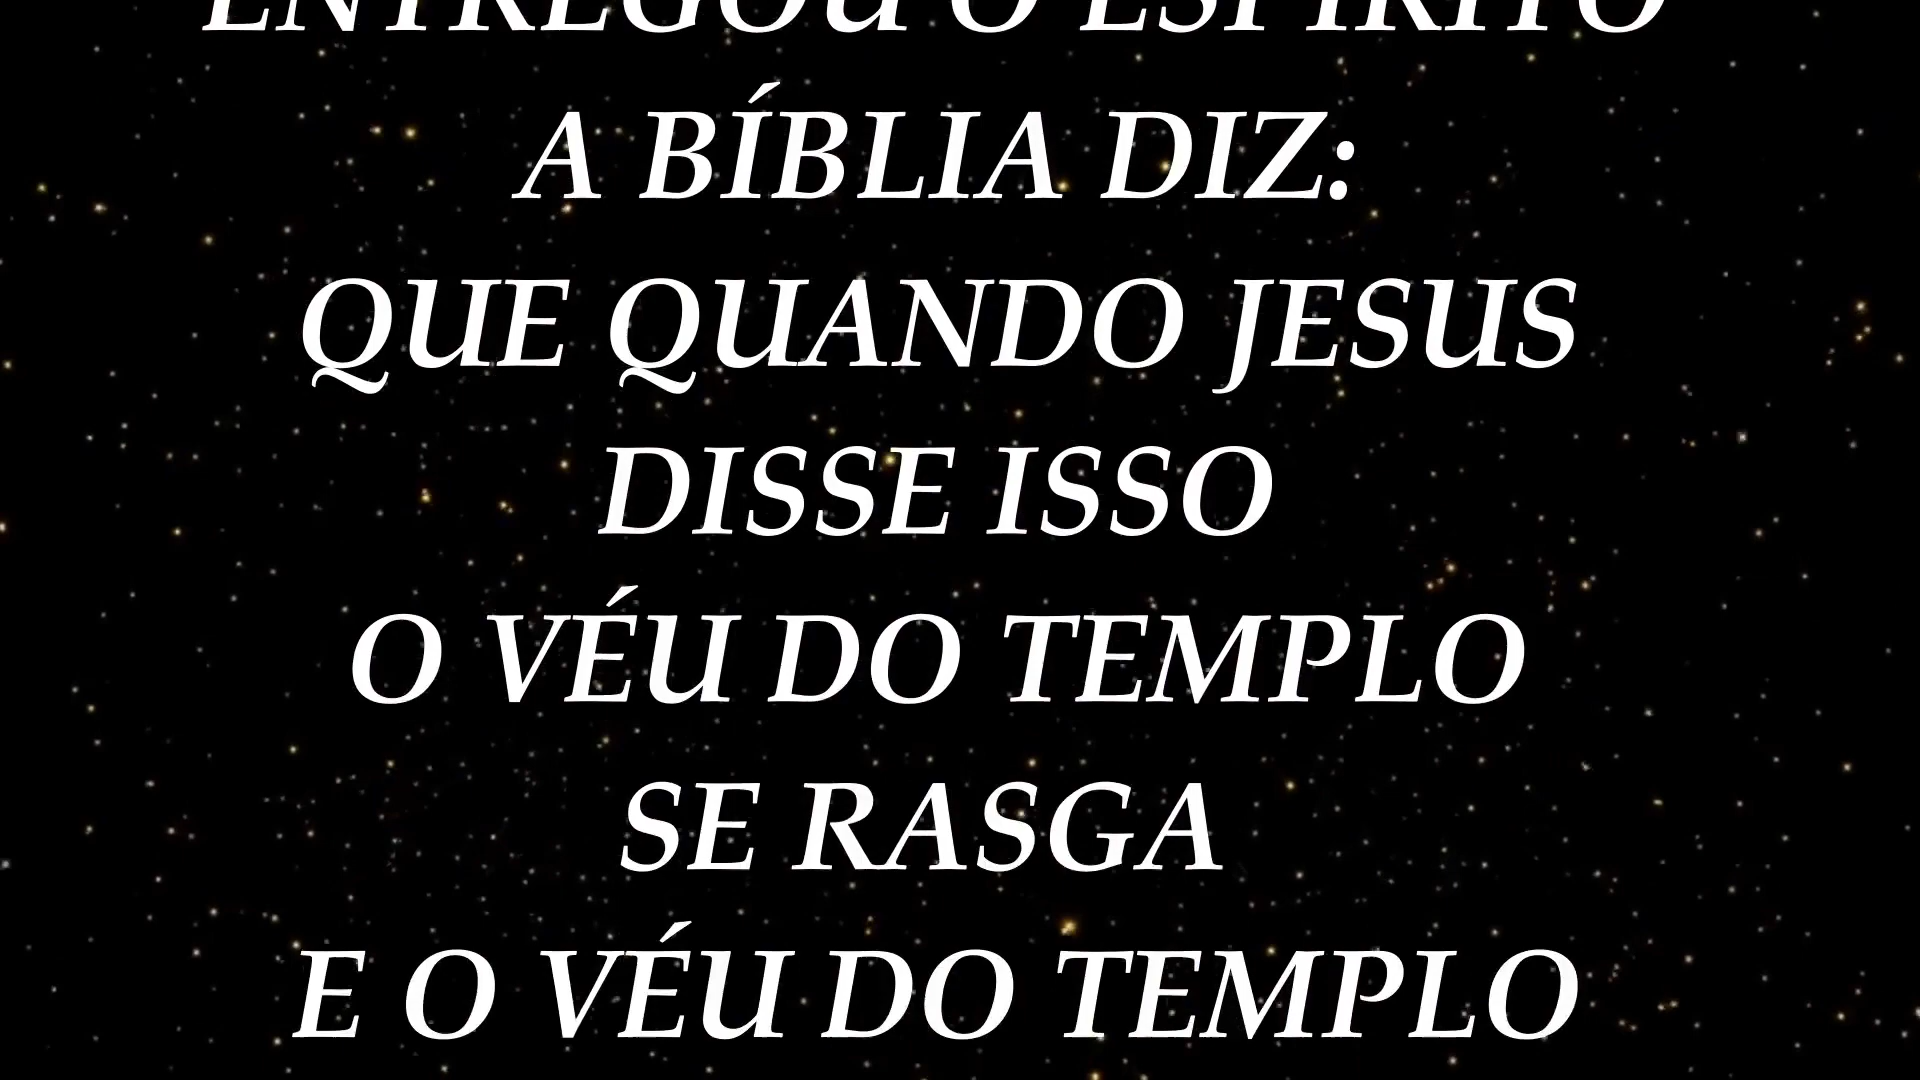 ENTREGOU O ESPÍRITO
A BÍBLIA DIZ:
QUE QUANDO JESUS
DISSE ISSO
O VÉU DO TEMPLO
SE RASGA
E O VÉU DO TEMPLO